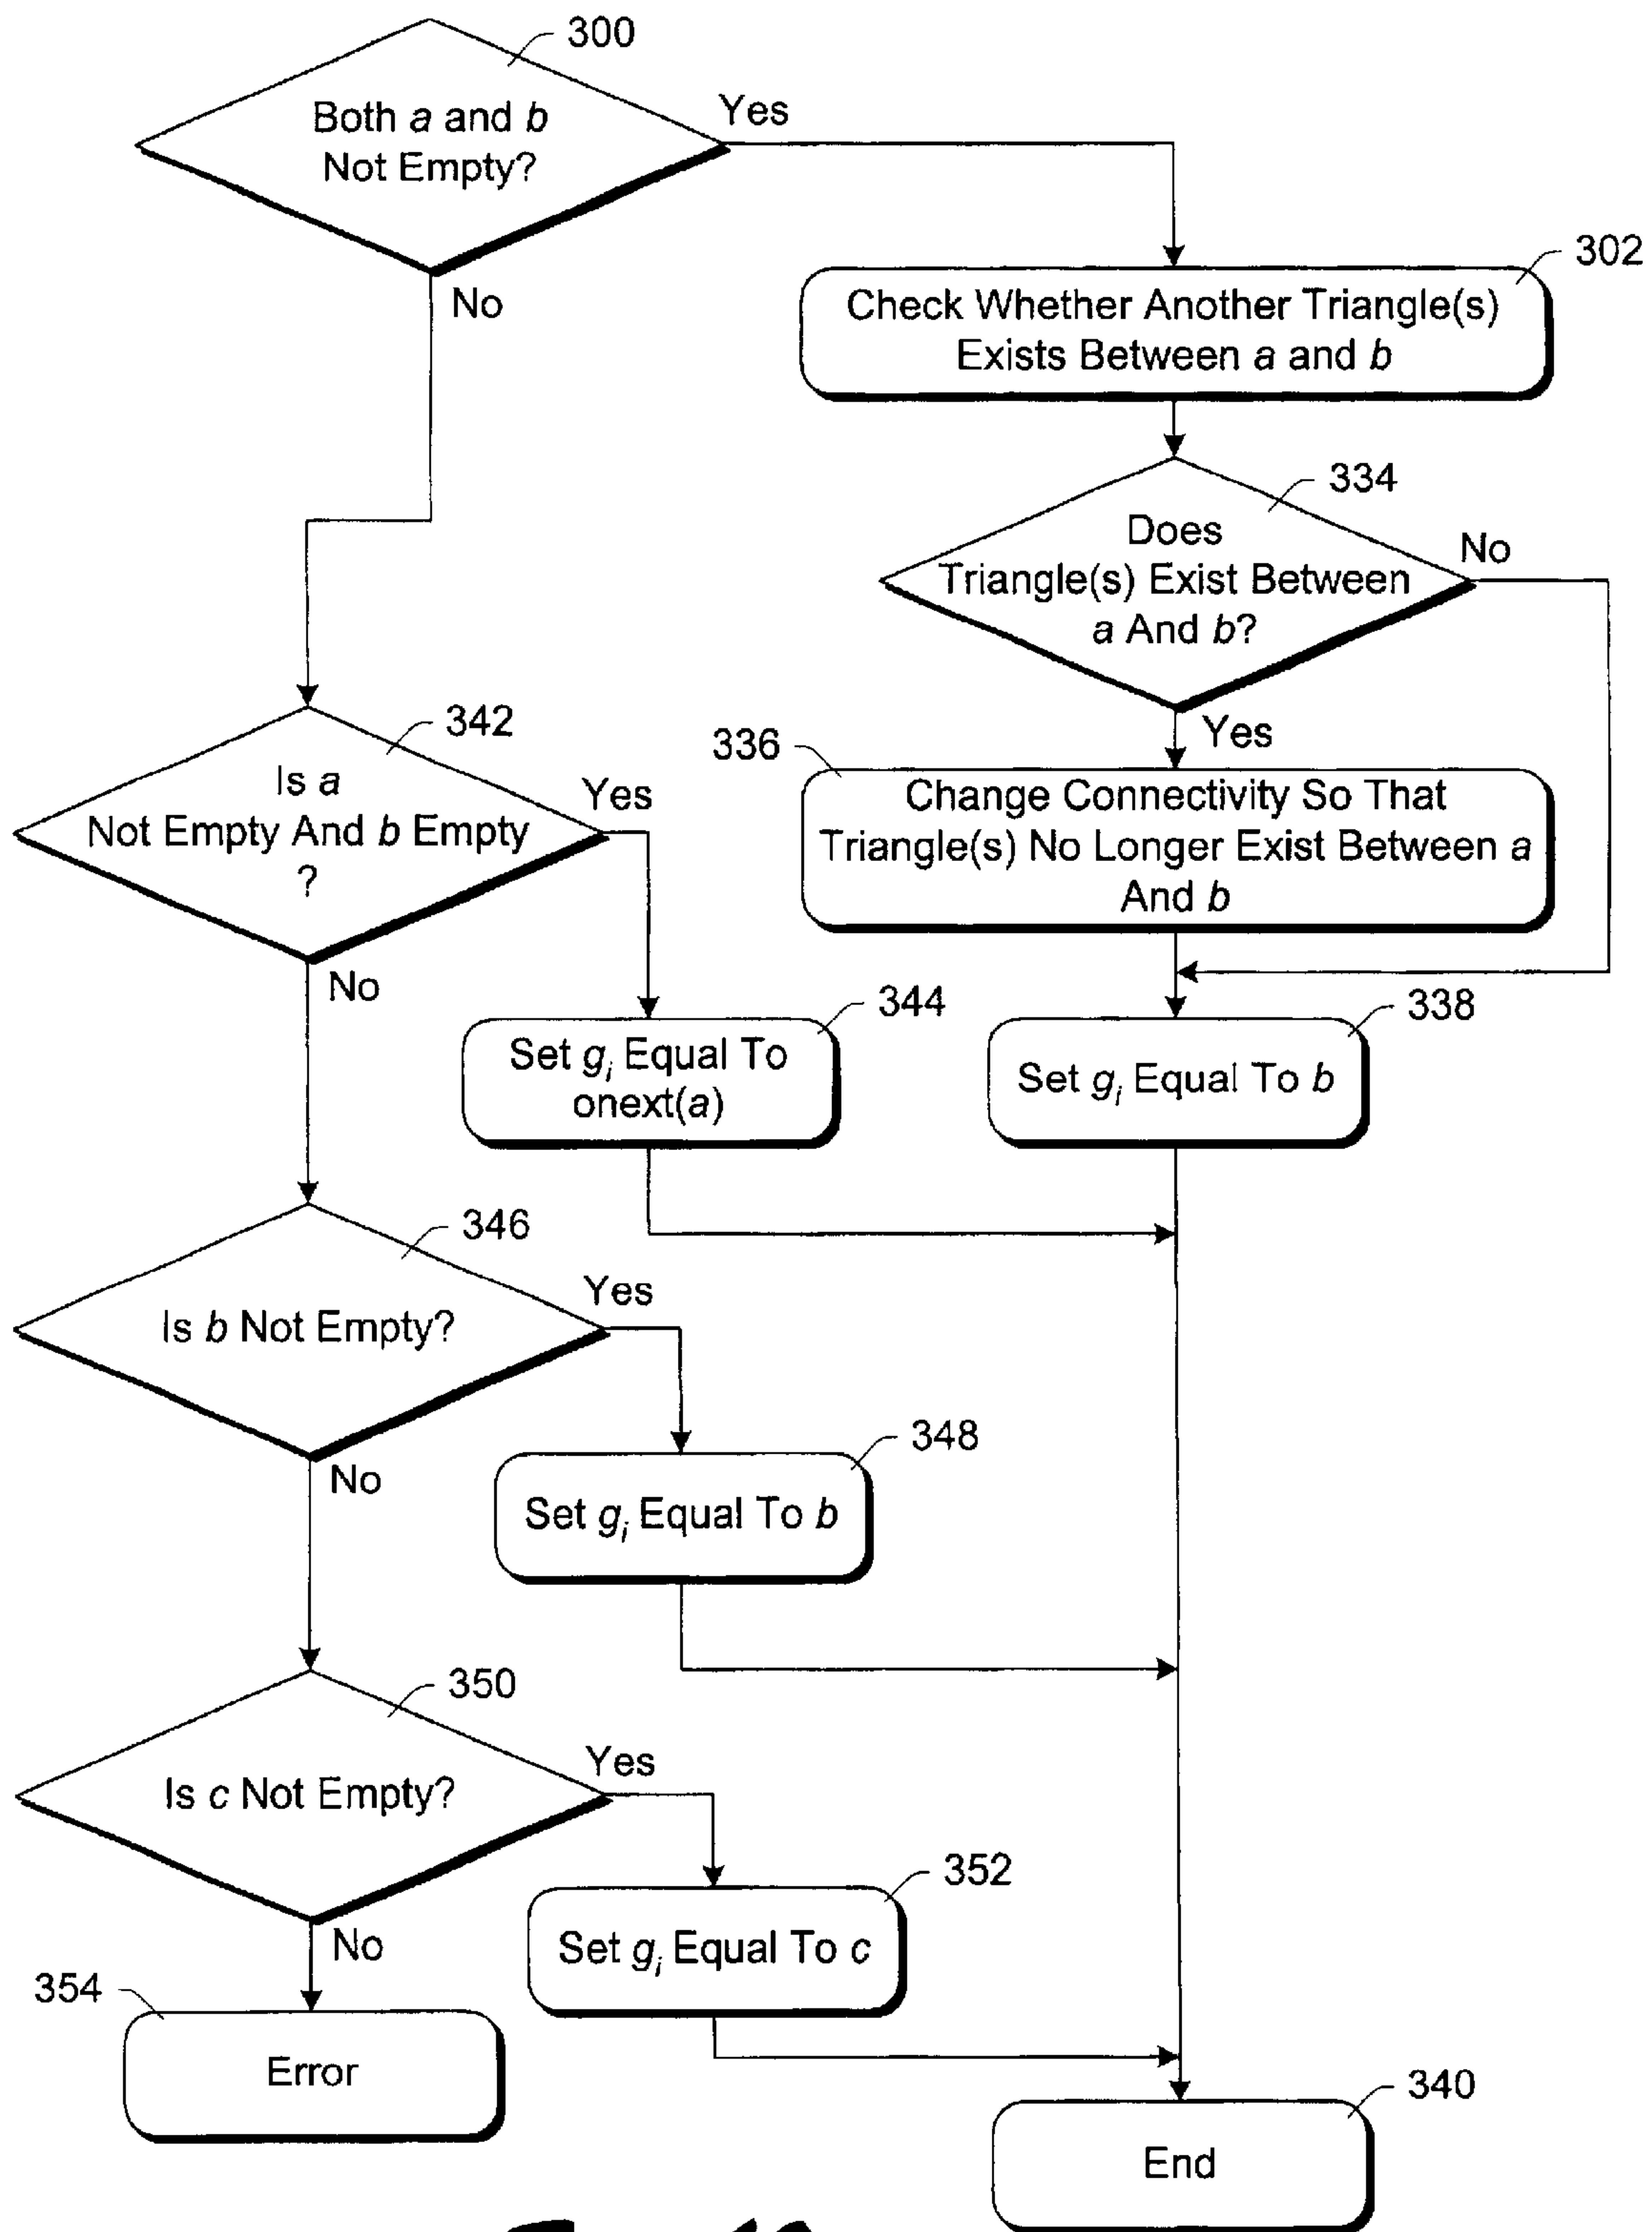 300
Both a and b
Not Empty?
Yes
No
302
Check Whether Another Triangle(s)
Exists Between a and b
334
Does
Triangle(s) Exist Between
a And b?
No
Yes
336
Change Connectivity So That
Triangle(s) No Longer Exist Between a
And b
342
Is a
Not Empty And b Empty
?
Yes
No
344
Set gi Equal To
onext(a)
338
Set gi Equal To b
346
Is b Not Empty?
Yes
No
348
Set gi Equal To b
350
Is c Not Empty?
Yes
No
352
Set gi Equal To c
354
Error
340
End